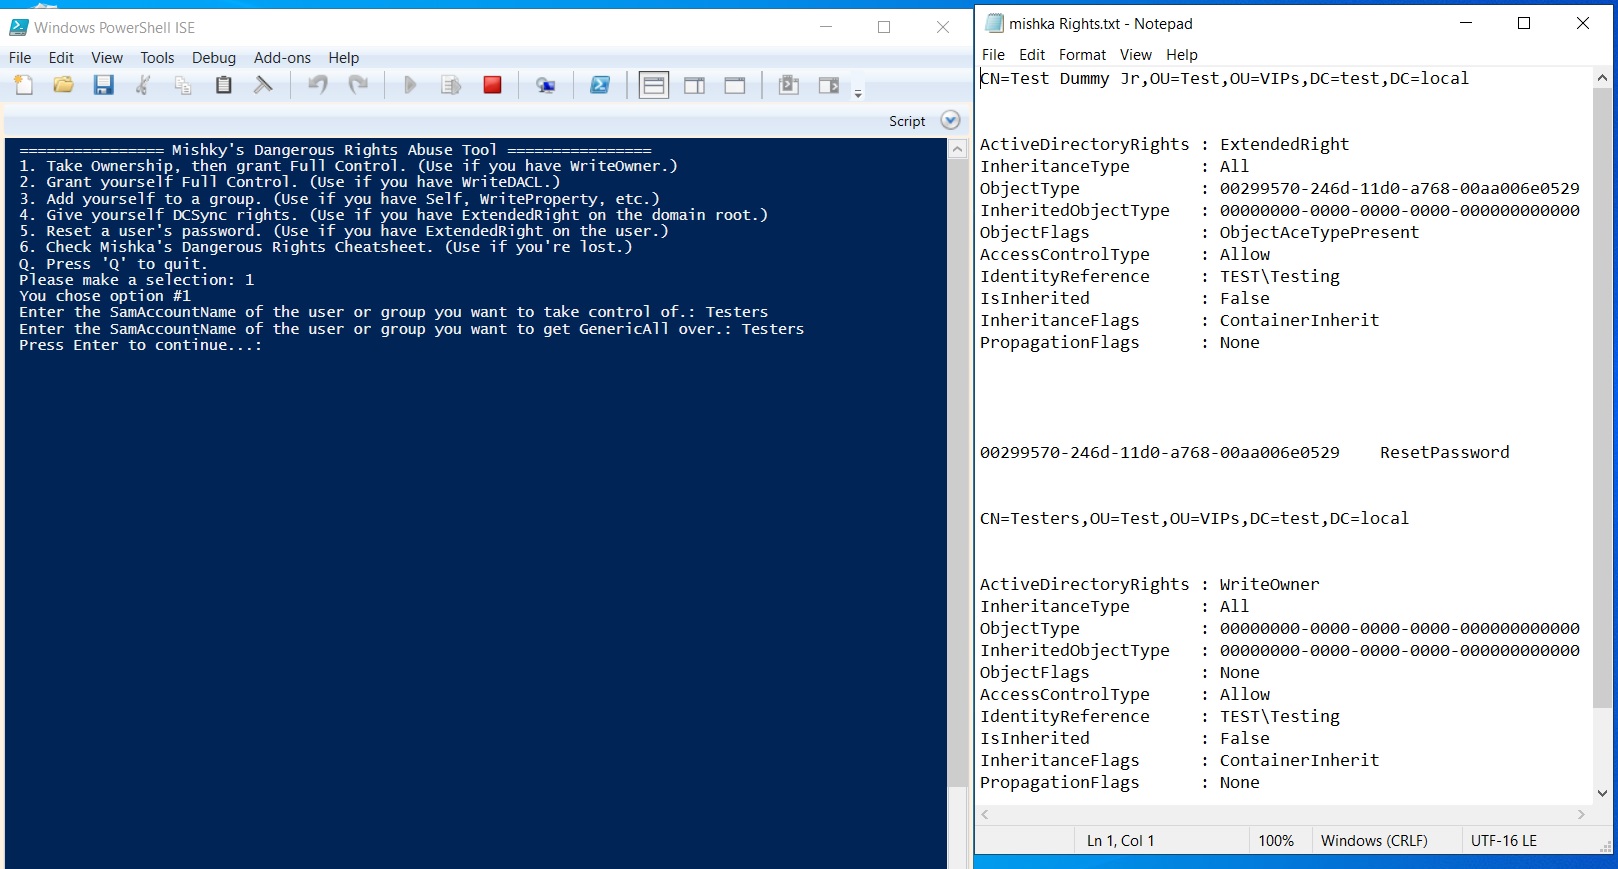 Windows PowerShell ISE
File Edit View Tools Debug Add-ons Help
Script
================ Mishky's Dangerous Rights Abuse Tool ================
1. Take Ownership, then grant Full Control. (Use if you have WriteOwner.)
2. Grant yourself Full Control. (Use if you have WriteDACL.)
3. Add yourself to a group. (Use if you have Self, WriteProperty, etc.)
4. Give yourself DCSync rights. (Use if you have ExtendedRight on the domain root.)
5. Reset a user's password. (Use if you have ExtendedRight on the user.)
6. Check Mishka's Dangerous Rights Cheatsheet. (Use if you're lost.)
Q. Press 'Q' to quit.
Please make a selection: 1
You chose option #1
Enter the SamAccountName of the user or group you want to take control of.: Testers
Enter the SamAccountName of the user or group you want to get GenericAll over.: Testers
Press Enter to continue...:
mishka Rights.txt - Notepad
File Edit Format View Help
CN=Test Dummy Jr,OU=Test,OU=VIPs,DC=test,DC=local
ActiveDirectoryRights : ExtendedRight
InheritanceType : All
ObjectType : 00299570-246d-11d0-a768-00aa006e0529
InheritedObjectType : 00000000-0000-0000-0000-000000000000
ObjectFlags : ObjectAceTypePresent
AccessControlType : Allow
IdentityReference : TEST\Testing
IsInherited : False
InheritanceFlags : ContainerInherit
PropagationFlags : None
00299570-246d-11d0-a768-00aa006e0529 ResetPassword
CN=Testers,OU=Test,OU=VIPs,DC=test,DC=local
ActiveDirectoryRights : WriteOwner
InheritanceType : All
ObjectType : 00000000-0000-0000-0000-000000000000
InheritedObjectType : 00000000-0000-0000-0000-000000000000
ObjectFlags : None
AccessControlType : Allow
IdentityReference : TEST\Testing
IsInherited : False
InheritanceFlags : ContainerInherit
PropagationFlags : None
Ln 1, Col 1 100% Windows (CRLF) UTF-16 LE